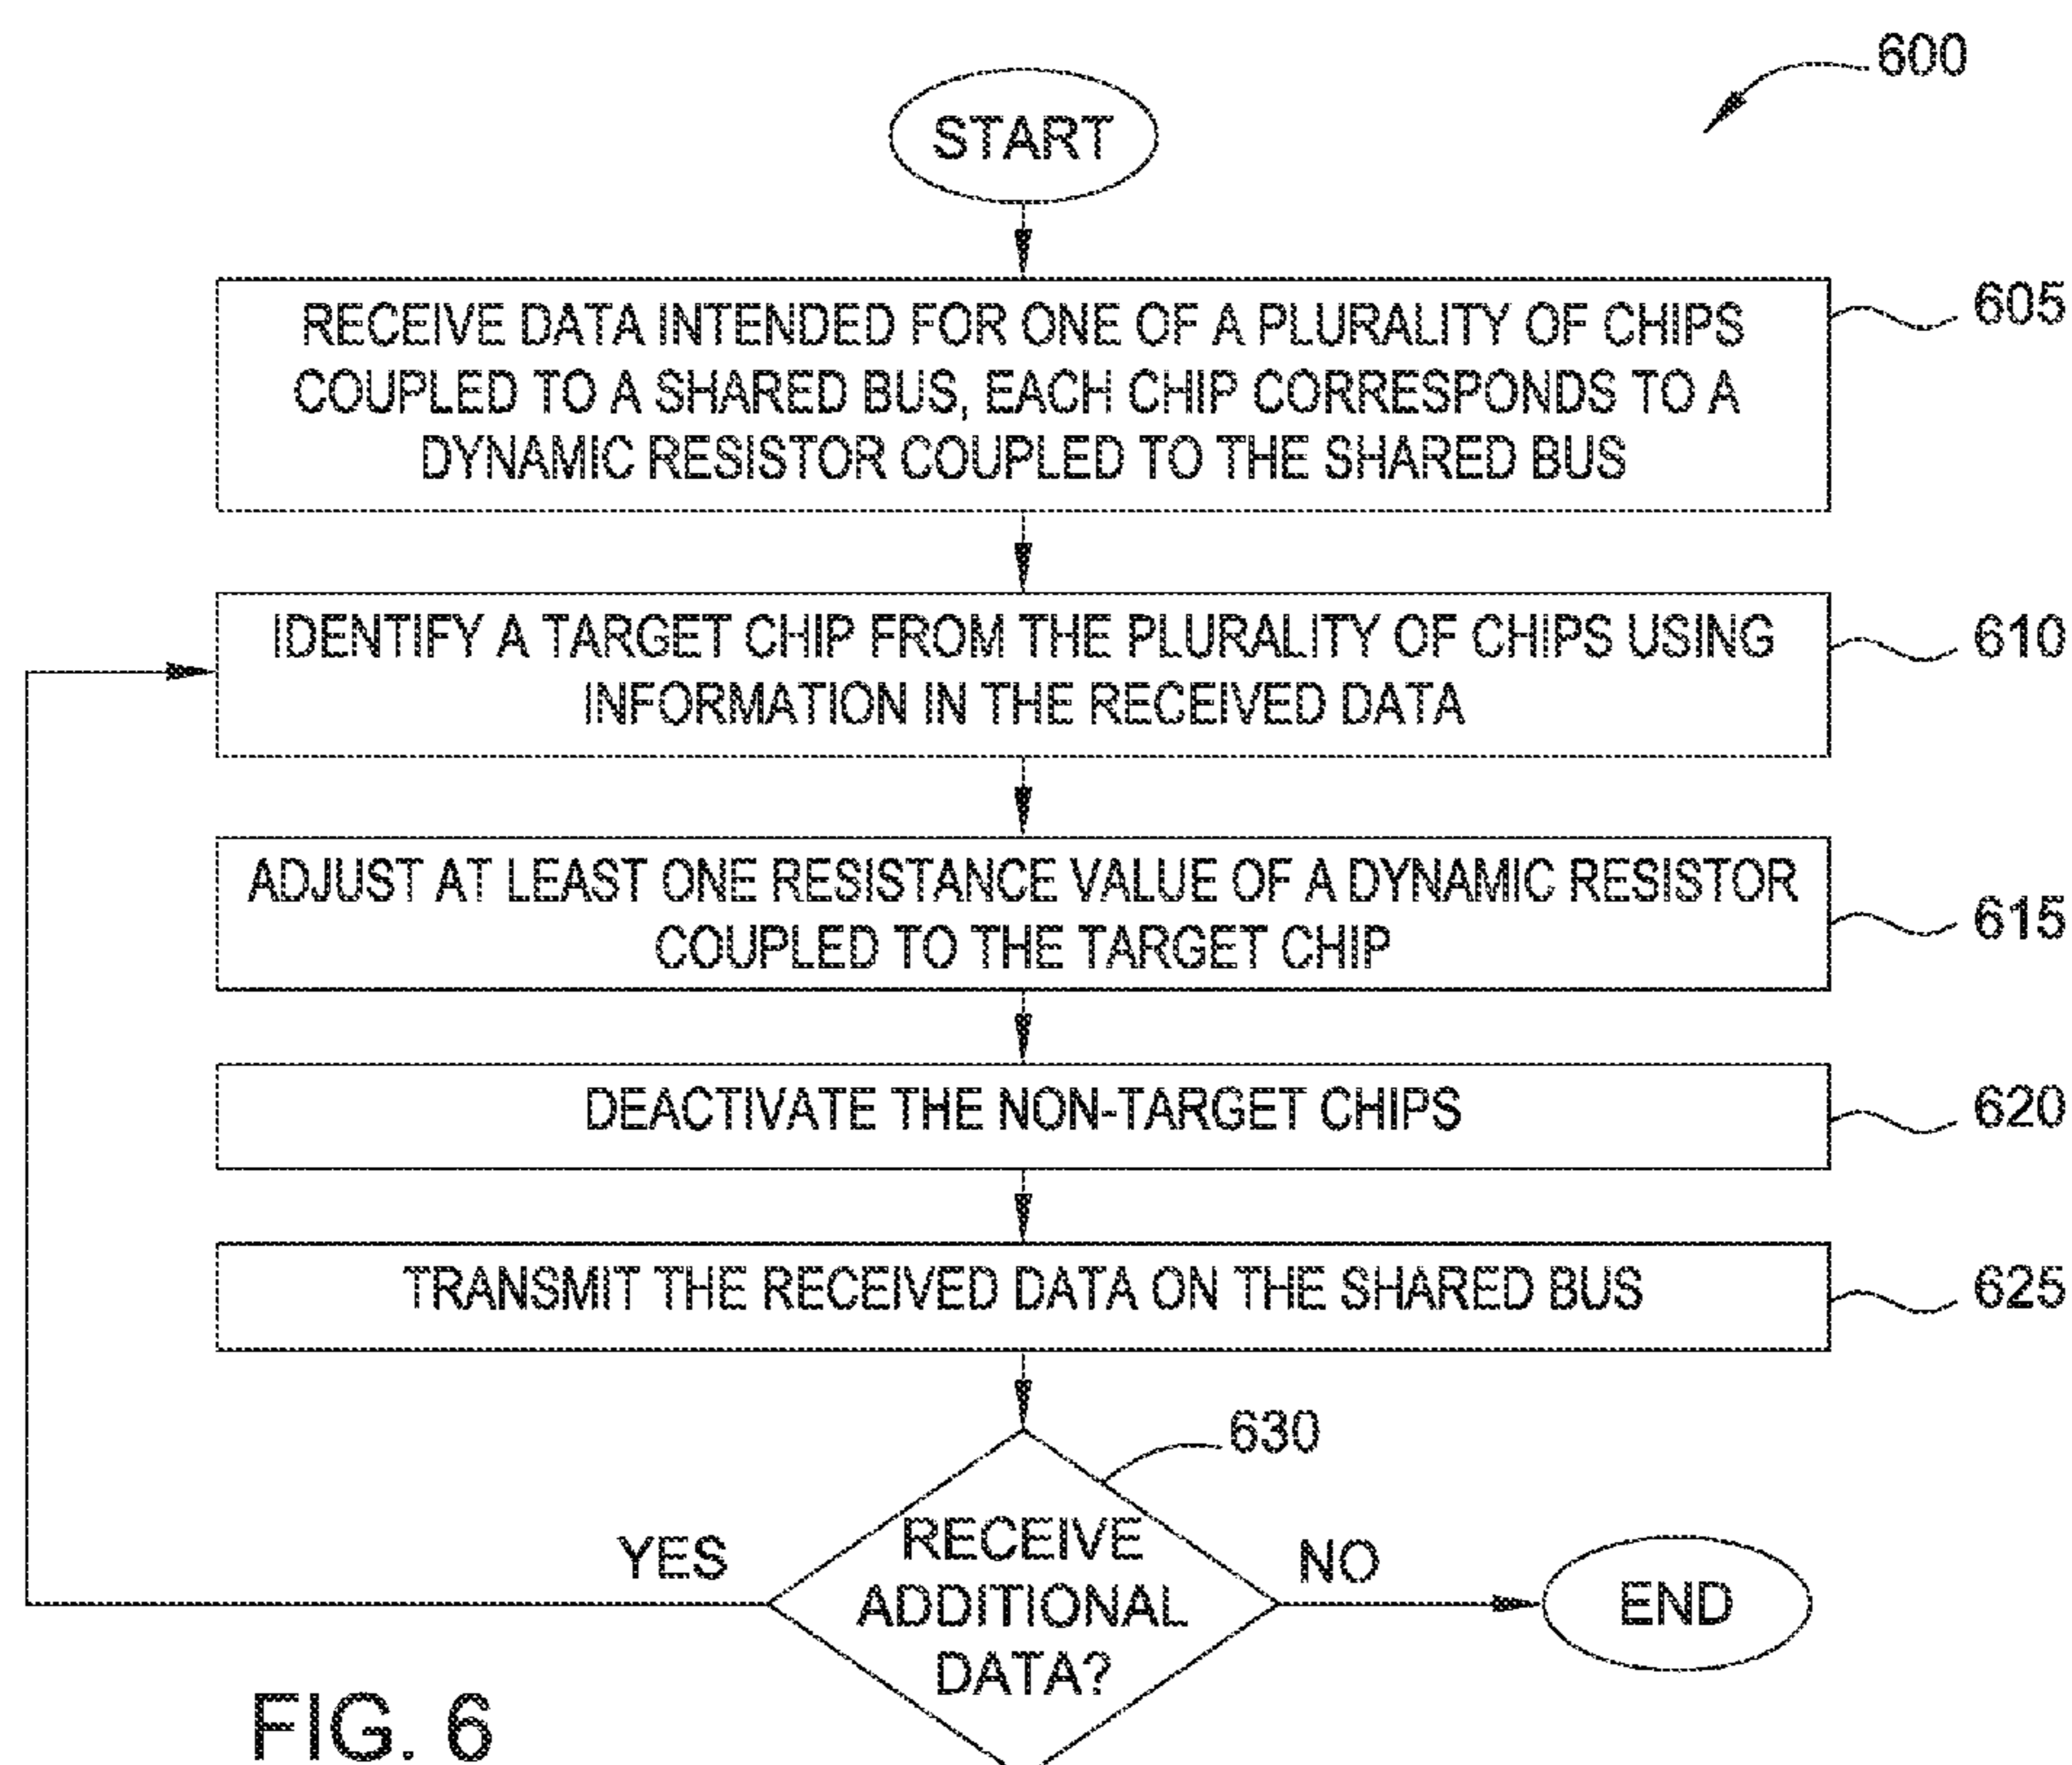 600
START
RECEIVE DATA INTENDED FOR ONE OF A PLURALITY OF CHIPS
COUPLED TO A SHARED BUS, EACH CHIP CORRESPONDS TO A
DYNAMIC RESISTOR COUPLED TO THE SHARED BUS
605
IDENTIFY A TARGET CHIP FROM THE PLURALITY OF CHIPS USING
INFORMATION IN THE RECEIVED DATA
610
ADJUST AT LEAST ONE RESISTANCE VALUE OF A DYNAMIC RESISTOR
COUPLED TO THE TARGET CHIP
615
DEACTIVATE THE NON-TARGET CHIPS
620
TRANSMIT THE RECEIVED DATA ON THE SHARED BUS
625
630
RECEIVE
ADDITIONAL
DATA?
YES
NO
END
FIG. 6